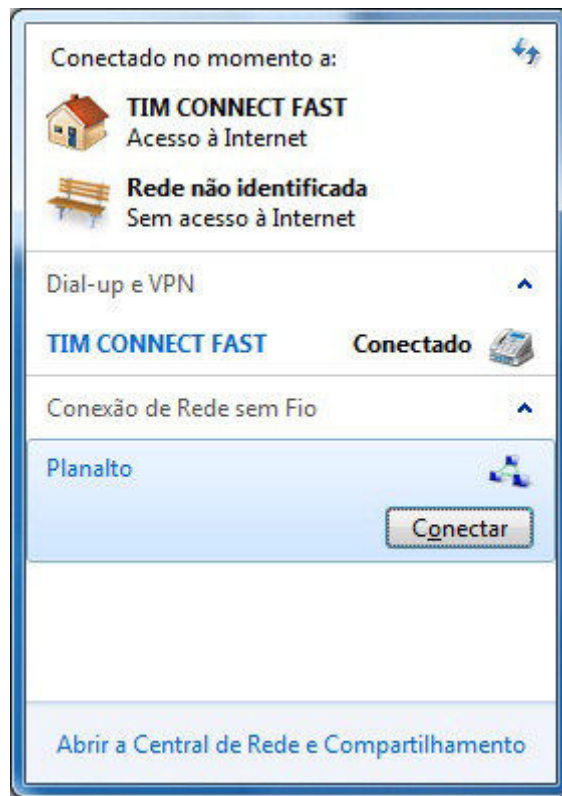 Conectado no momento a:
TIM CONNECT FAST
Acesso à Internet
Rede não identificada
Sem acesso à Internet
Dial-up e VPN
TIM CONNECT FAST Conectado
Conexão de Rede sem Fio
Planalto
Conectar
Abrir a Central de Rede e Compartilhamento